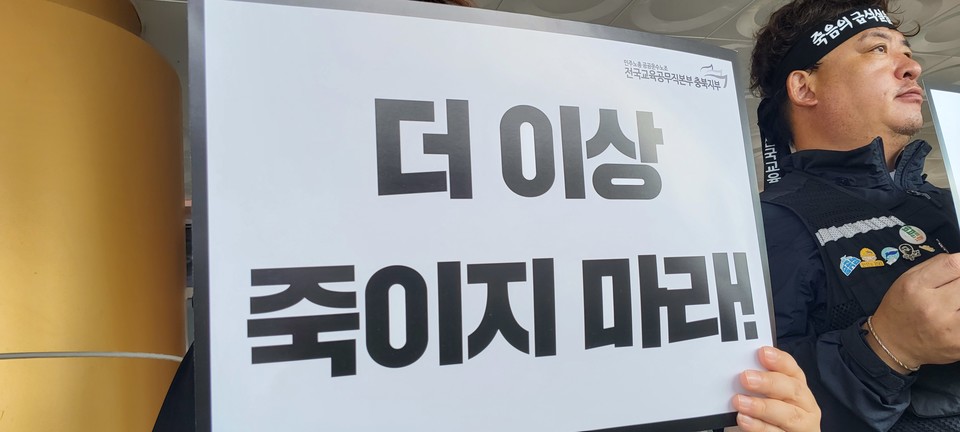 민주노총 공공운수노조
전국교육공무직본부 충북지부
더 이상
죽이지 마라!
죽음의 급식실